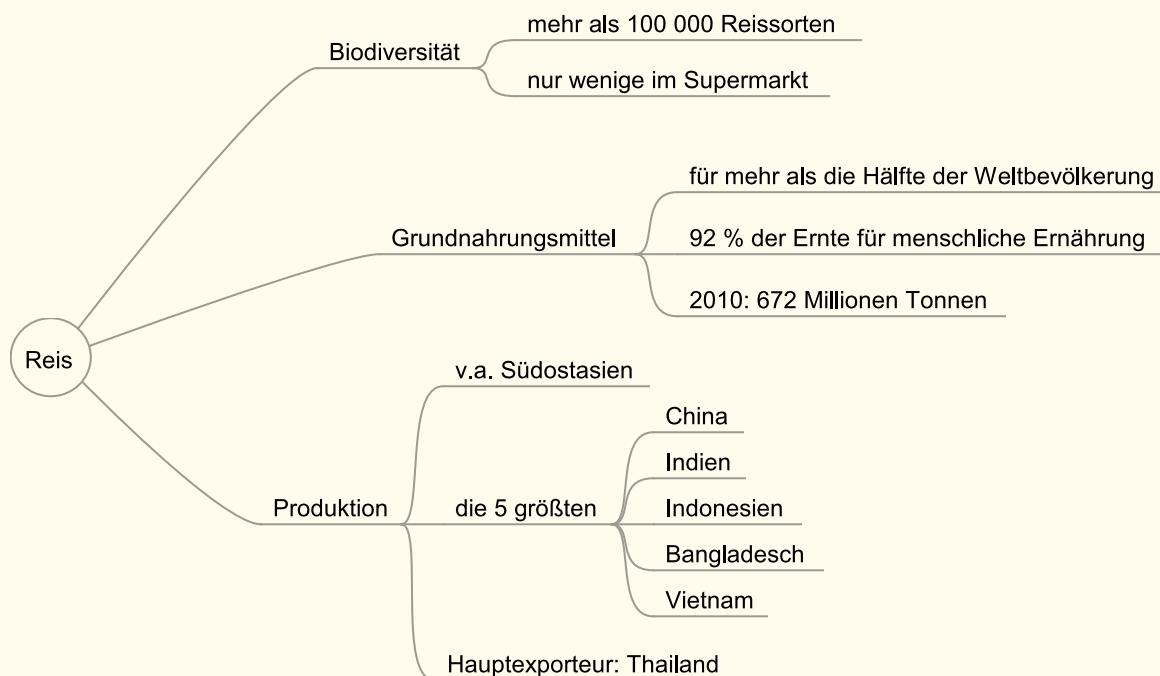 Reis
Biodiversität
mehr als 100 000 Reissorten
nur wenige im Supermarkt
Grundnahrungsmittel
für mehr als die Hälfte der Weltbevölkerung
92 % der Ernte für menschliche Ernährung
2010: 672 Millionen Tonnen
Produktion
v.a. Südostasien
die 5 größten
China
Indien
Indonesien
Bangladesch
Vietnam
Hauptexporteur: Thailand